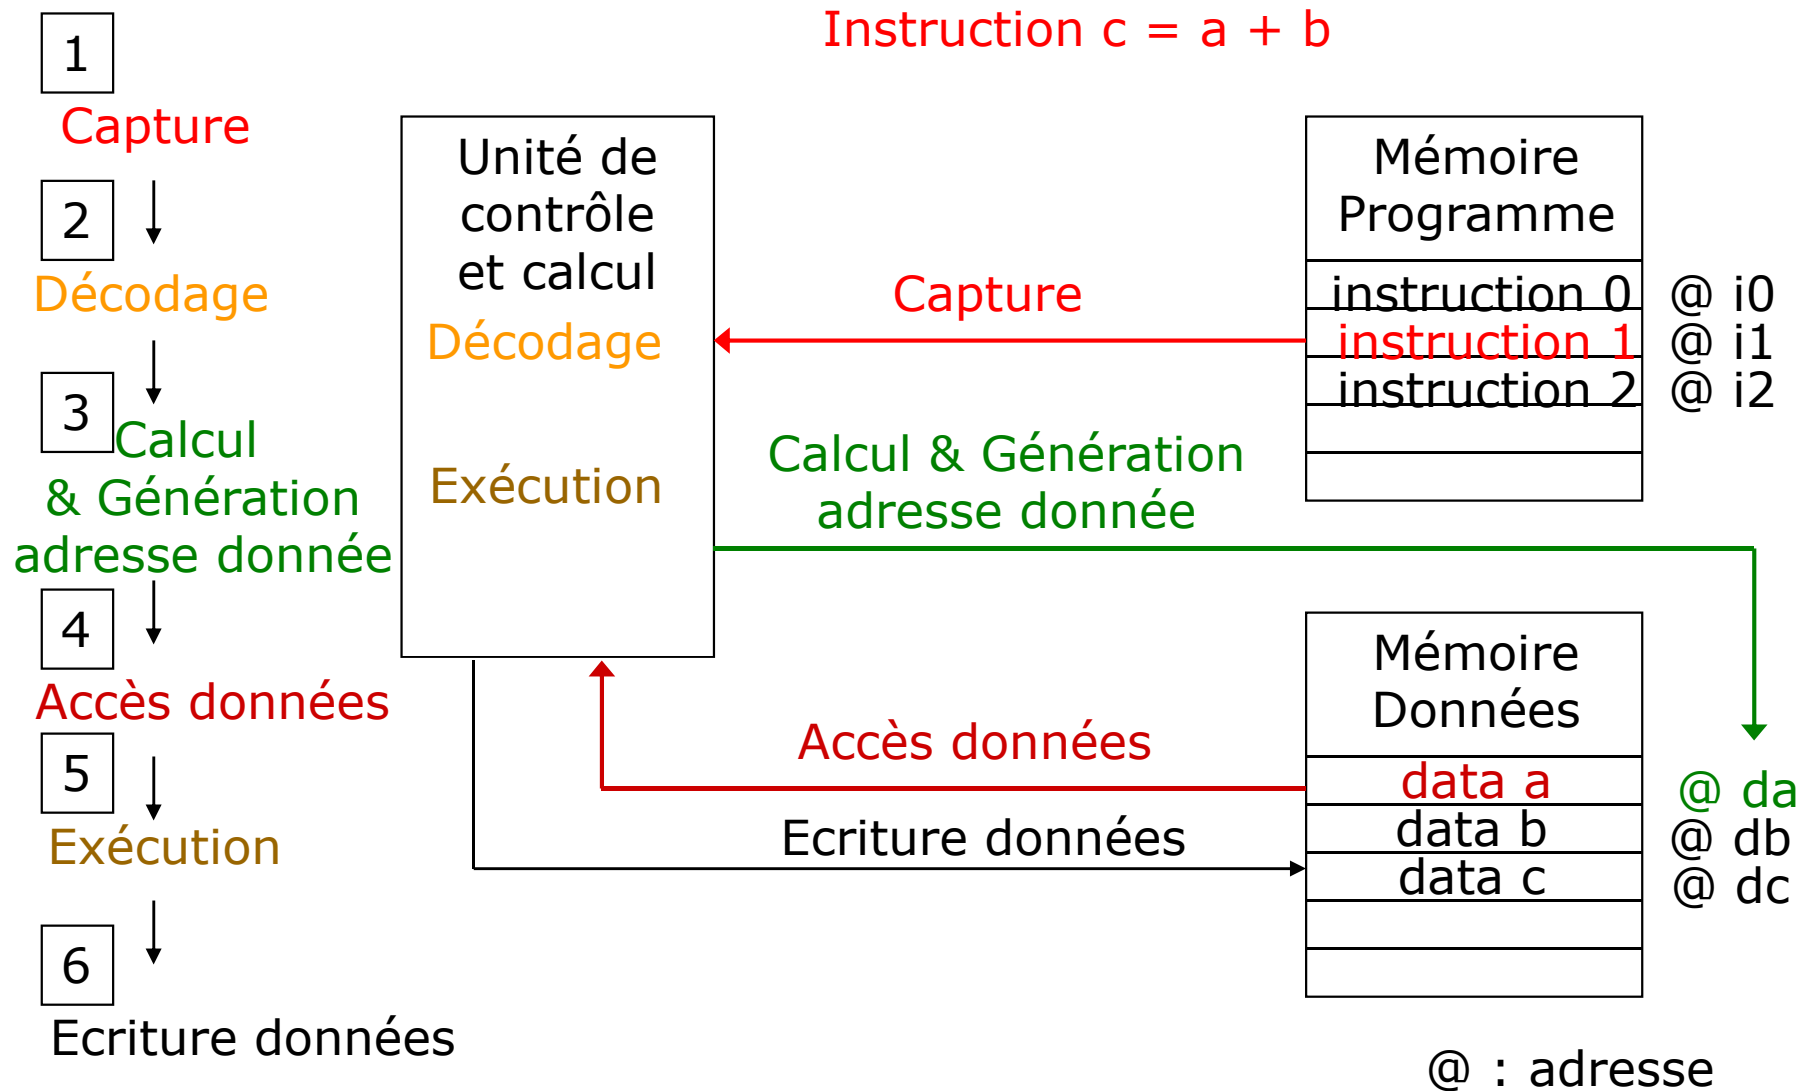 Instruction c = a + b
1
Capture
2
Décodage
3
Calcul
& Génération
adresse donnée
4
Accès données
5
Exécution
6
Ecriture données
Unité de
contrôle
et calcul
Décodage
Exécution
Capture
Calcul & Génération
adresse donnée
Accès données
Ecriture données
Mémoire
Programme
instruction 0 @ i0
instruction 1 @ i1
instruction 2 @ i2
Mémoire
Données
data a @ da
data b @ db
data c @ dc
@ : adresse